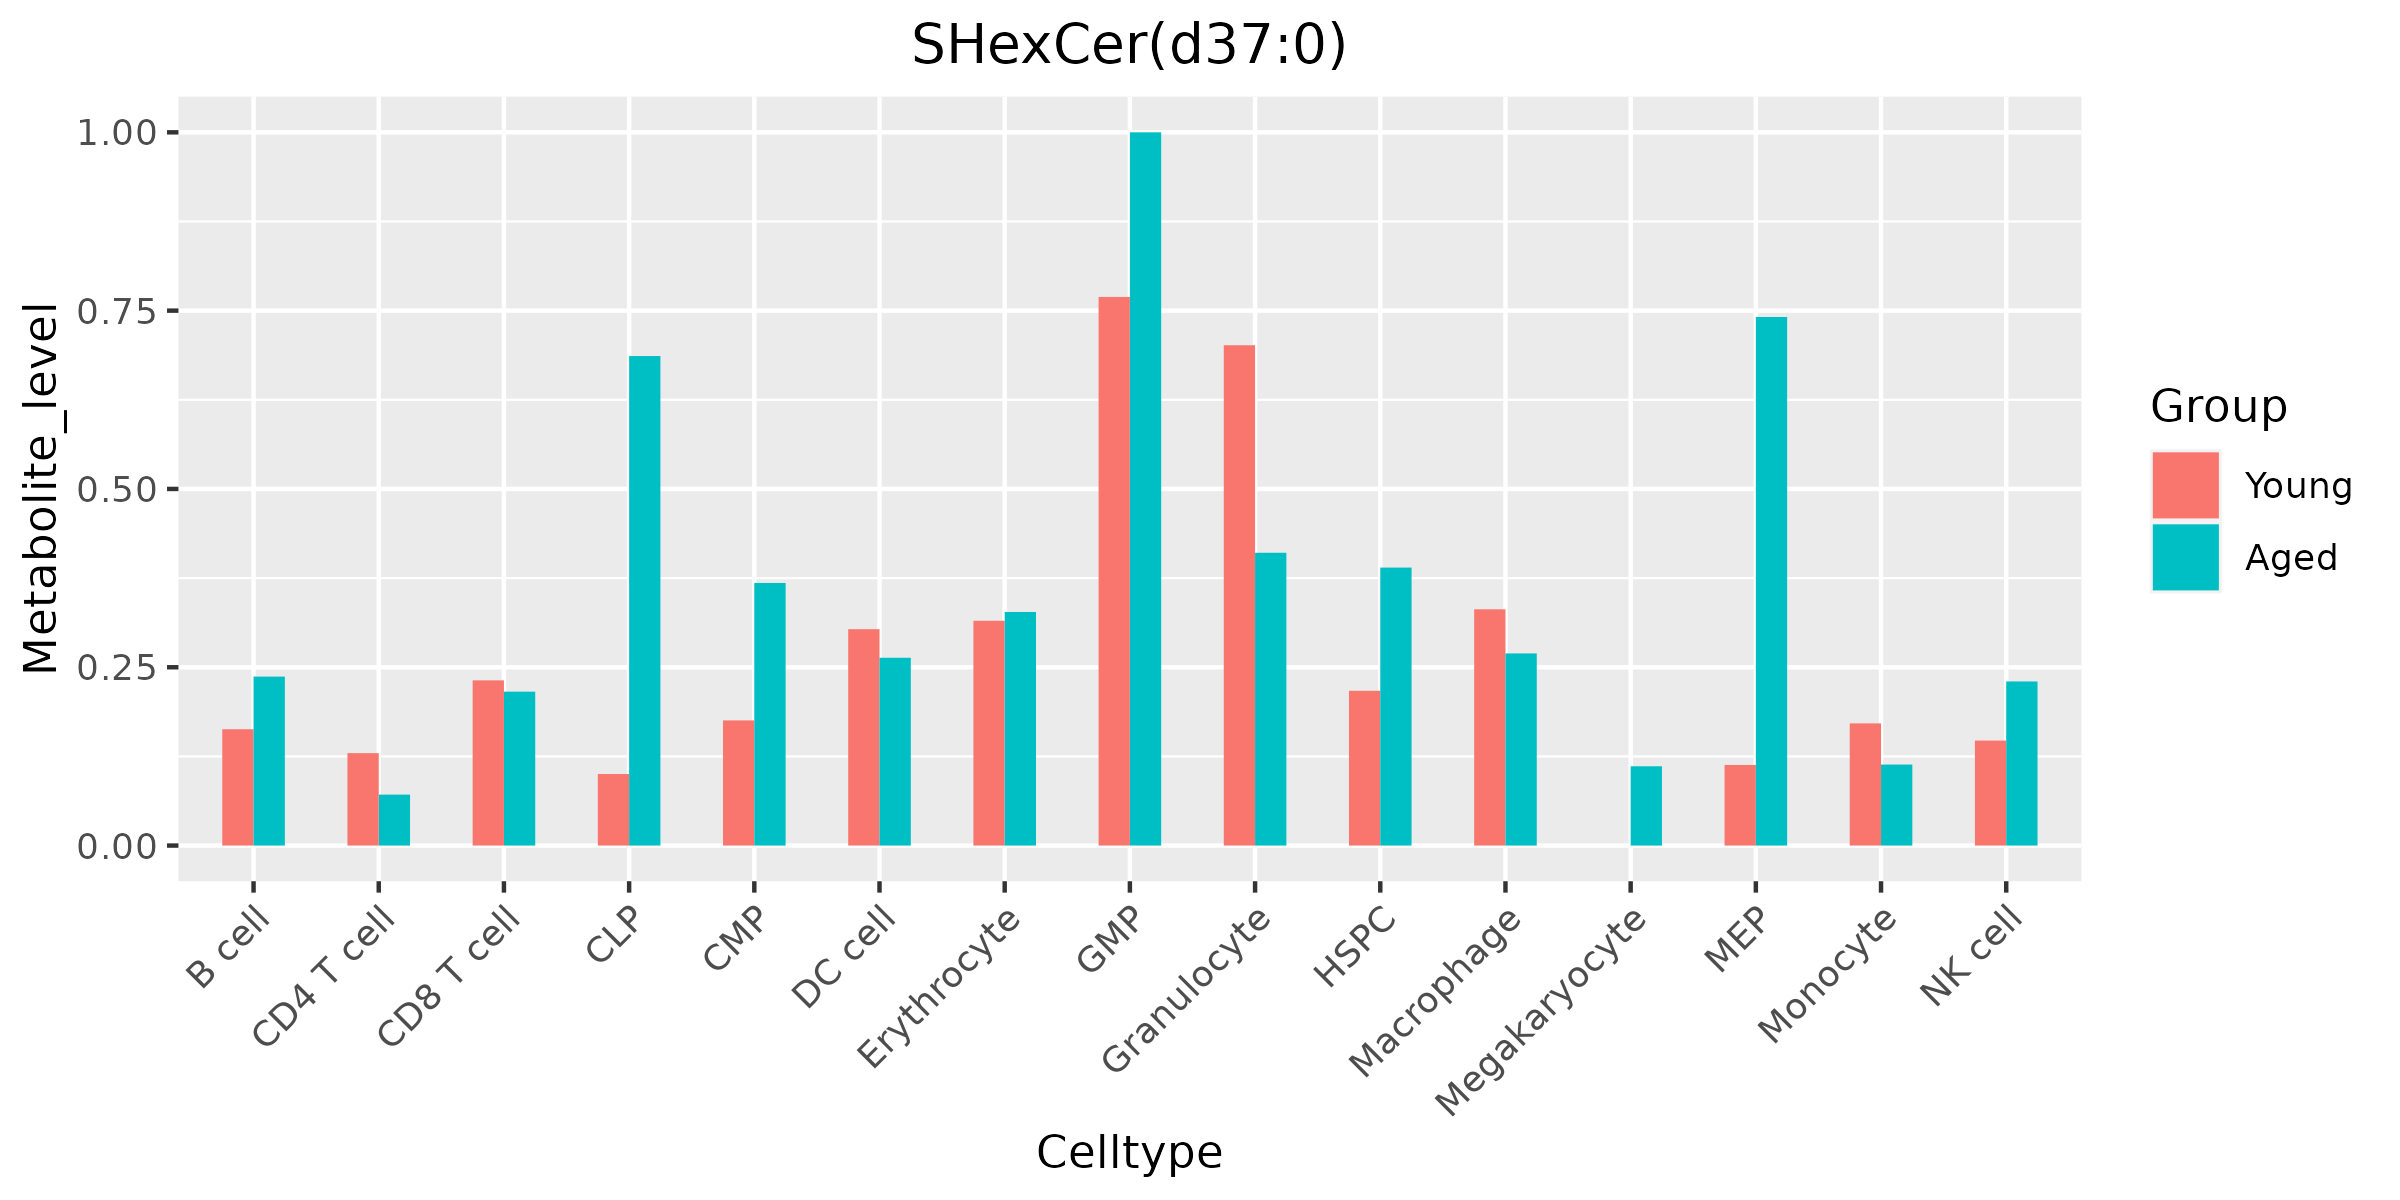 SHexCer(d37:0)
Metabolite_level
1.00
0.75
0.50
0.25
0.00
B cell
CD4 T cell
CD8 T cell
CLP
CMP
DC cell
Erythrocyte
GMP
Granulocyte
HSPC
Macrophage
Megakaryocyte
MEP
Monocyte
NK cell
Celltype
Group
Young
Aged